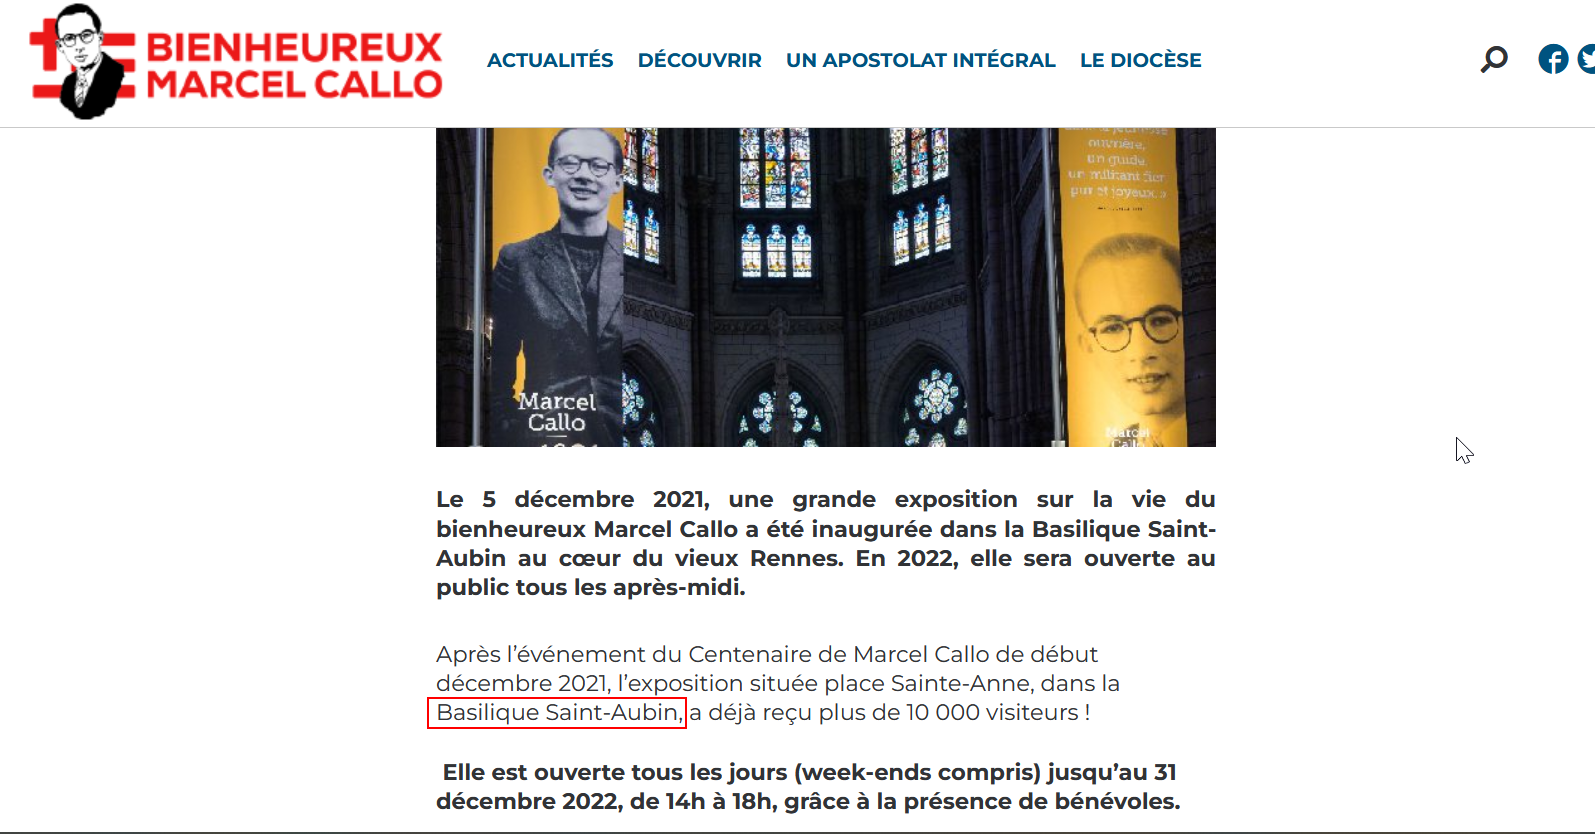 BIENHEUREUX
MARCEL CALLO
ACTUALITÉS DÉCOUVRIR UN APOSTOLAT INTÉGRAL LE DIOCÈSE
ouvrière,
un guide,
un militant fier
pur et joyeux »
Marcel
Callo
Marcel
Callo
Le 5 décembre 2021, une grande exposition sur la vie du
bienheureux Marcel Callo a été inaugurée dans la Basilique Saint-
Aubin au cœur du vieux Rennes. En 2022, elle sera ouverte au
public tous les après-midi.
Après l’événement du Centenaire de Marcel Callo de début
décembre 2021, l’exposition située place Sainte-Anne, dans la
Basilique Saint-Aubin, a déjà reçu plus de 10 000 visiteurs !
Elle est ouverte tous les jours (week-ends compris) jusqu’au 31
décembre 2022, de 14h à 18h, grâce à la présence de bénévoles.